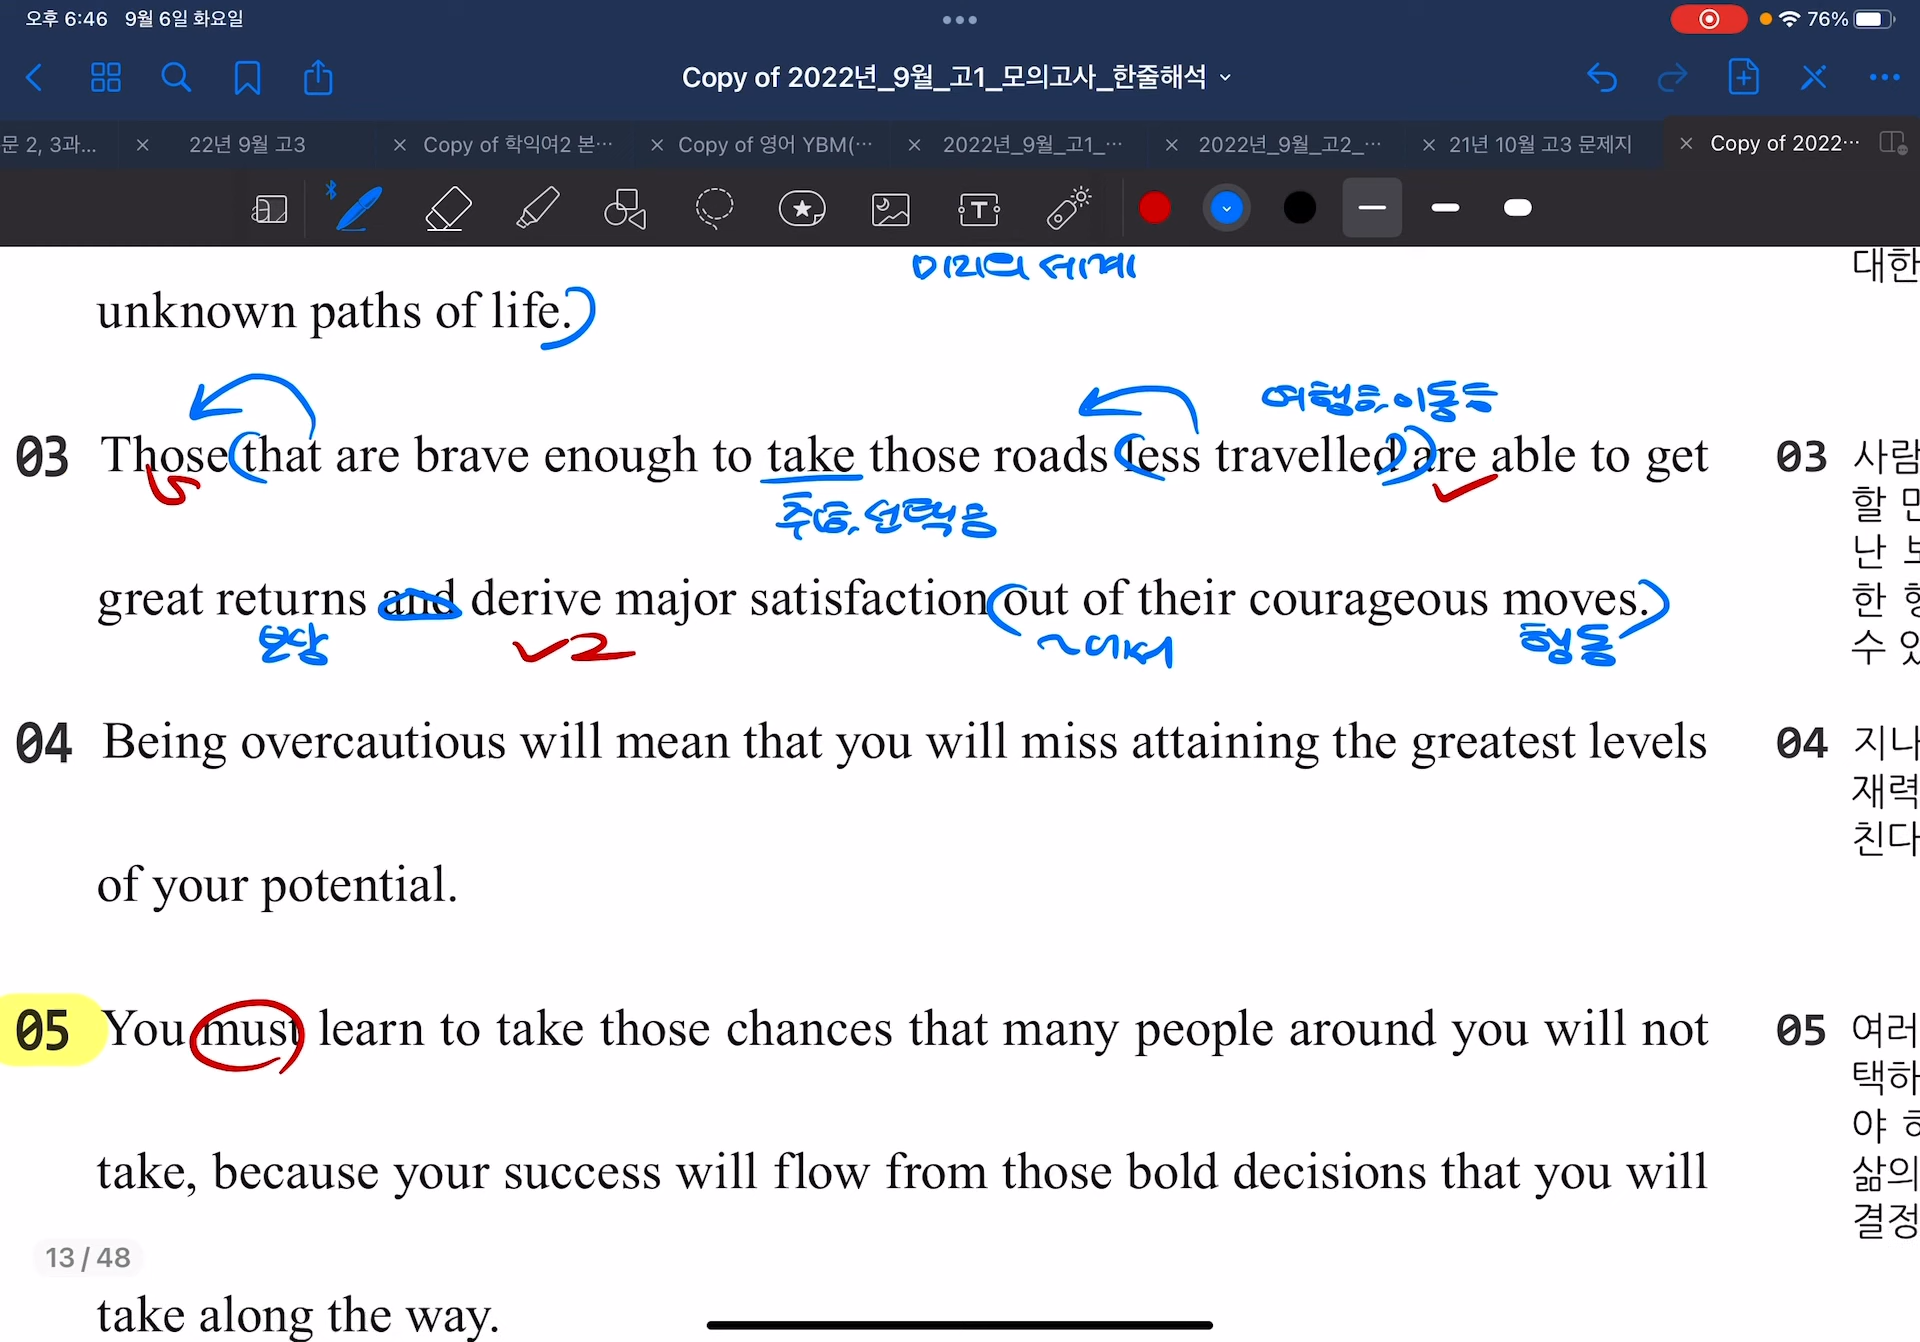 오후 6:46 9월 6일 화요일
76%
Copy of 2022년_9월_고1_모의고사_한줄해석
문 2, 3과... 22년 9월 고3 Copy of 학익여2 본... Copy of 영어 YBM(... 2022년_9월_고1_... 2022년_9월_고2_... 21년 10월 고3 문제지 Copy of 2022...
미지의 세계
대한
unknown paths of life.
여행하는, 이동하는
03 Those that are brave enough to take those roads less travelled are able to get
03 사람
할 만
선택하는
난 보
great returns and derive major satisfaction out of their courageous moves.
한 행
보상 2 ~에서 행동
수 있
04 Being overcautious will mean that you will miss attaining the greatest levels
04 지나
재력
친다
of your potential.
05 You must learn to take those chances that many people around you will not
05 여러
택하
야 하
take, because your success will flow from those bold decisions that you will
삶의
결정
13 / 48
take along the way.